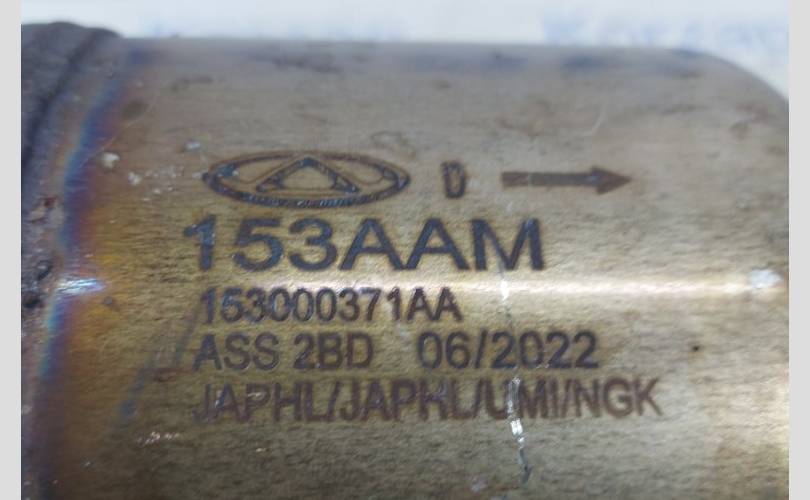 D
153AAM
153000371AA
ASS 2BD 06/2022
JAPHL/JAPHL/UMI/NGK